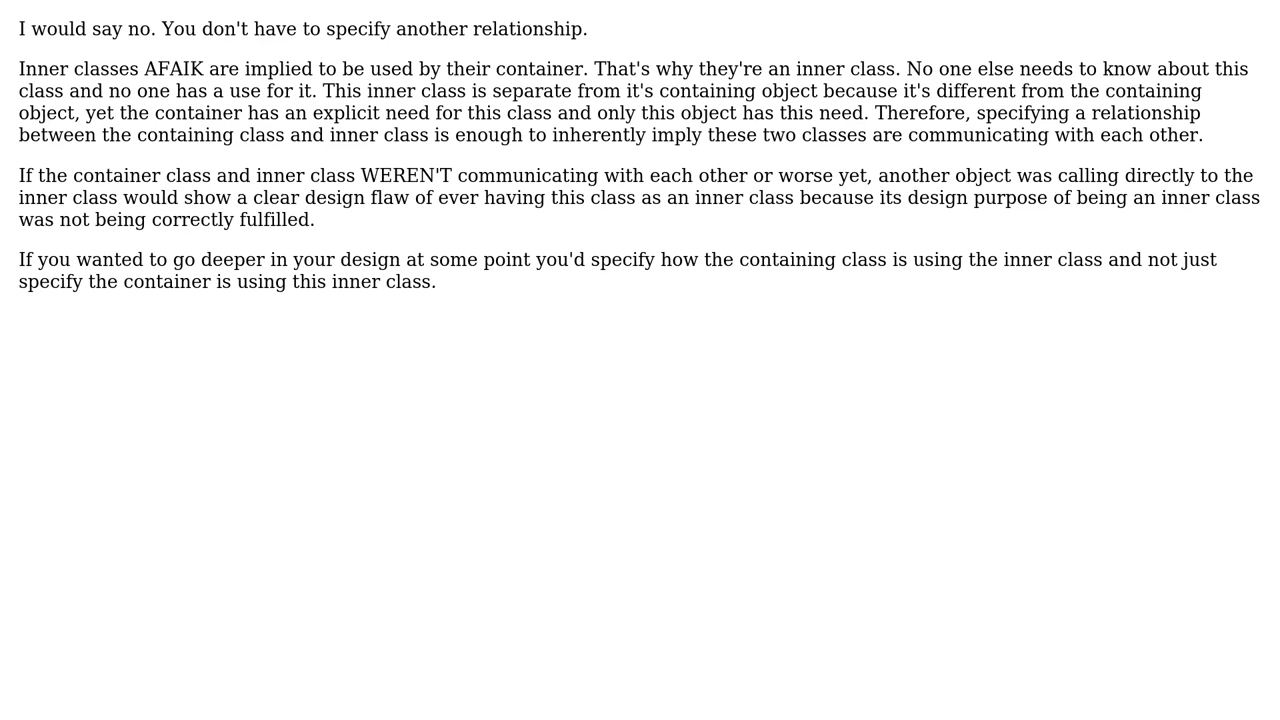 I would say no. You don't have to specify another relationship.
Inner classes AFAIK are implied to be used by their container. That's why they're an inner class. No one else needs to know about this
class and no one has a use for it. This inner class is separate from it's containing object because it's different from the containing
object, yet the container has an explicit need for this class and only this object has this need. Therefore, specifying a relationship
between the containing class and inner class is enough to inherently imply these two classes are communicating with each other.
If the container class and inner class WEREN'T communicating with each other or worse yet, another object was calling directly to the
inner class would show a clear design flaw of ever having this class as an inner class because its design purpose of being an inner class
was not being correctly fulfilled.
If you wanted to go deeper in your design at some point you'd specify how the containing class is using the inner class and not just
specify the container is using this inner class.